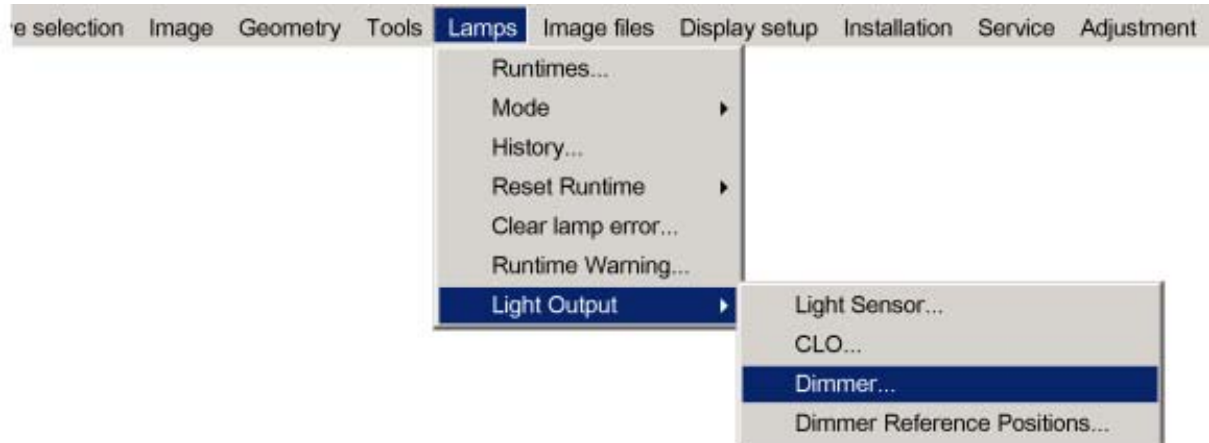 e selection Image Geometry Tools Lamps Image files Display setup Installation Service Adjustment
Runtimes...
Mode
History...
Reset Runtime
Clear lamp error...
Runtime Warning...
Light Output
Light Sensor...
CLO...
Dimmer...
Dimmer Reference Positions...